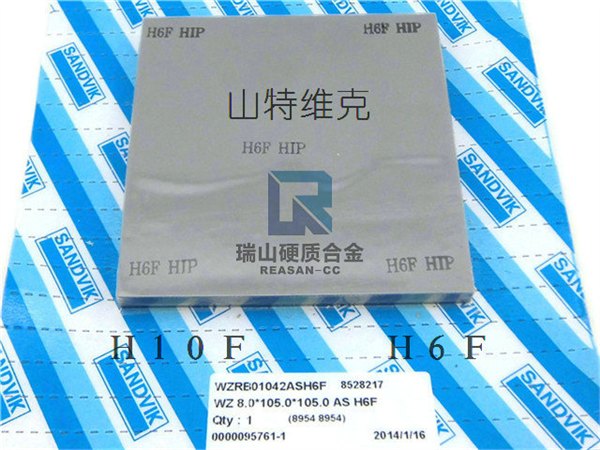 H6F HIP
H6F HIP
山特维克
H6F HIP
瑞山硬质合金
REASAN-CC
H6F HIP
H6F HIP
SANDVIK
SANDVIK
SANDVIK
SANDVIK
SANDVIK
SANDVIK
H10F
H6F
WZRB01042ASH6F 8528217
WZ 8.0*105.0*105.0 AS H6F
Qty : 1 (8954 8954)
0000095761-1 2014/1/16